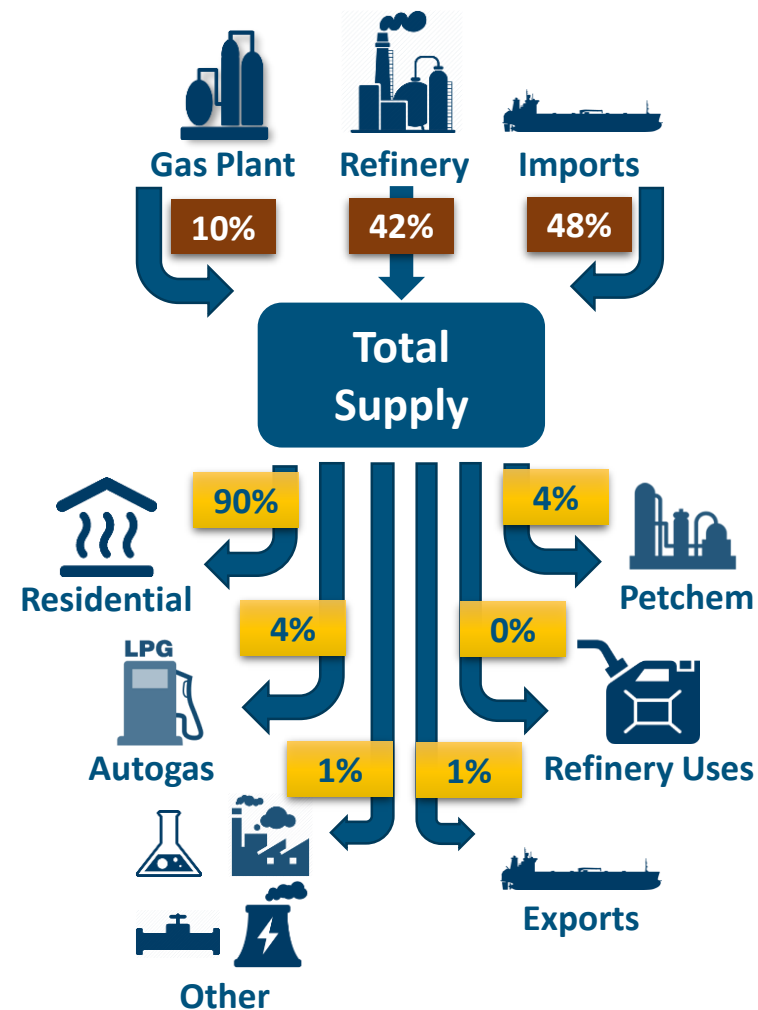 Gas Plant
Refinery
Imports
10%
42%
48%
Total
Supply
90%
4%
Residential
Petchem
4%
0%
LPG
Autogas
Refinery Uses
1%
1%
Exports
Other